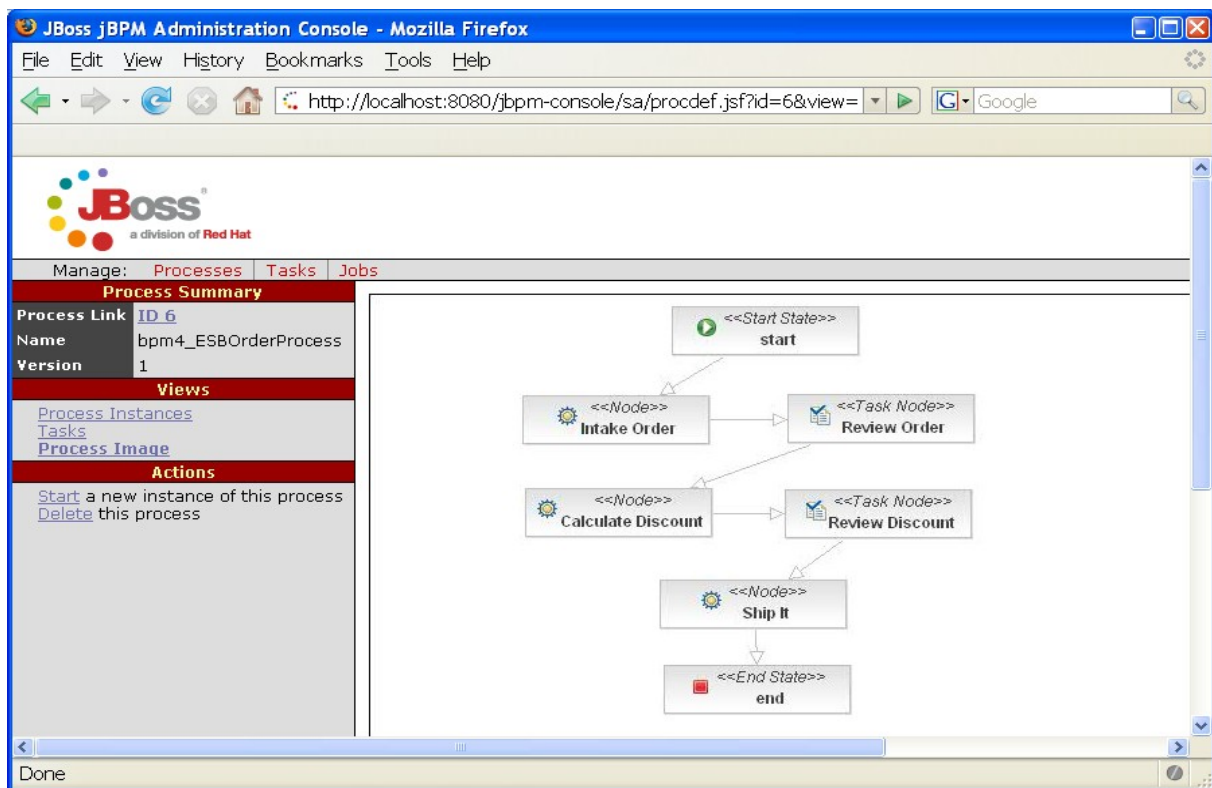 JBoss jBPM Administration Console - Mozilla Firefox
File Edit View History Bookmarks Tools Help
http://localhost:8080/jbpm-console/sa/procdef.jsf?id=6&view=
G Google
JBoss®
a division of Red Hat
Manage: Processes Tasks Jobs
Process Summary
Process Link ID 6
Name bpm4_ESBOrderProcess
Version 1
Views
Process Instances
Tasks
Process Image
Actions
Start a new instance of this process
Delete this process
<<Start State>>
start
<<Node>>
Intake Order
<<Task Node>>
Review Order
<<Node>>
Calculate Discount
<<Task Node>>
Review Discount
<<Node>>
Ship It
<<End State>>
end
Done